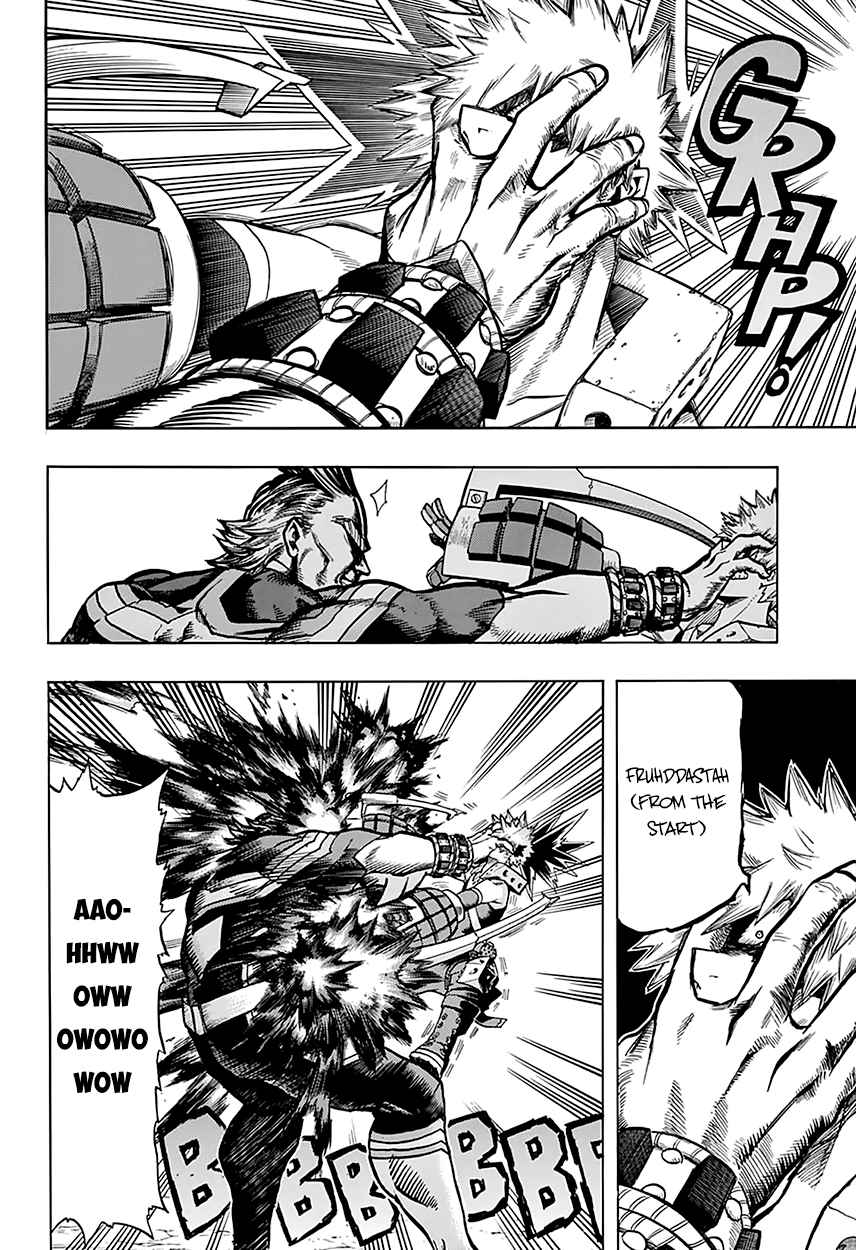 GRAP!
FRUHDDASTAH
(FROM THE
START)
AAO-
HHWW
OWW
OWOWO
WOW
BBBBBB